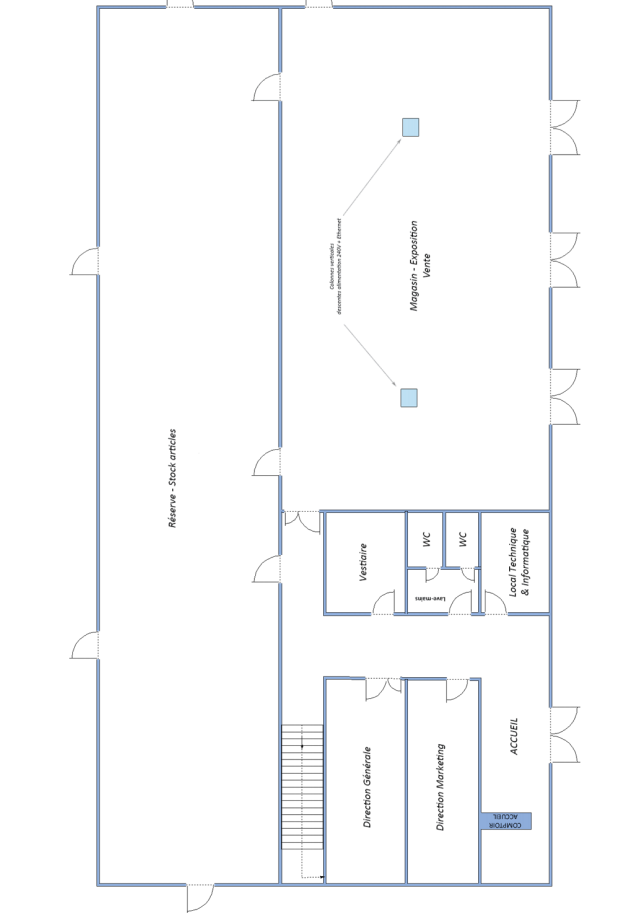 Colonnes verticales
descentes alimentation 240V + Ethernet
Magasin - Exposition
Vente
Réserve - Stock articles
Vestiaire
WC
WC
Lave-mains
Local Technique
& Informatique
Direction Générale
Direction Marketing
ACCUEIL
COMPTOIR
ACCUEIL